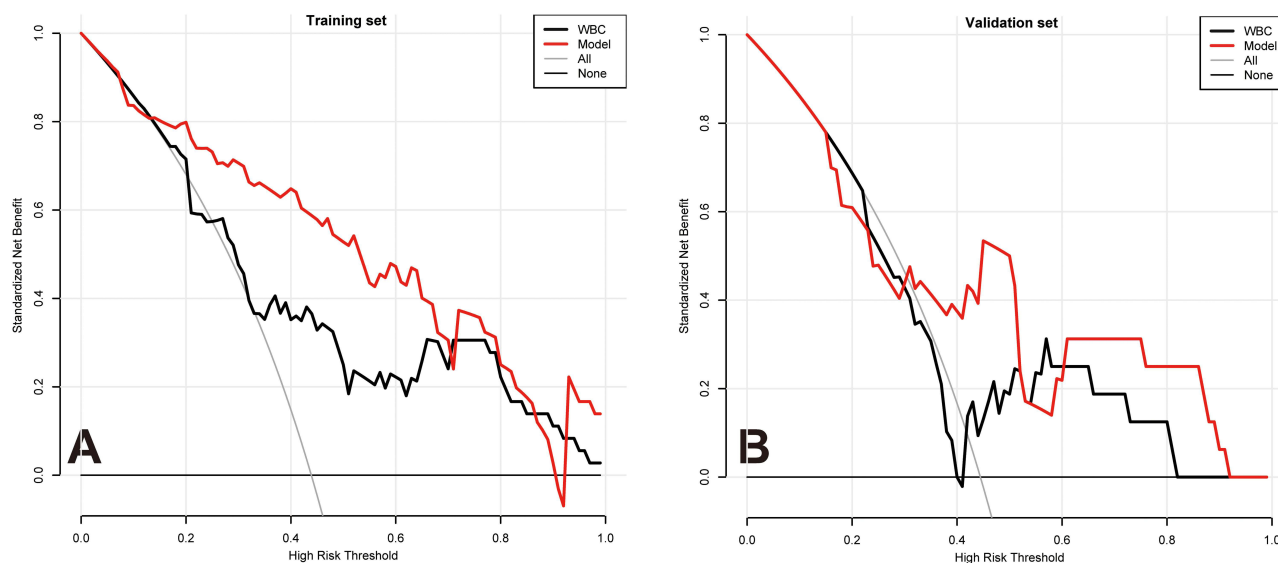 Training set
WBC
Model
All
None
Standardized Net Benefit
1.0
0.8
0.6
0.4
0.2
0.0
A
0.0 0.2 0.4 0.6 0.8 1.0
High Risk Threshold
Validation set
WBC
Model
All
None
Standardized Net Benefit
1.0
0.8
0.6
0.4
0.2
0.0
B
0.0 0.2 0.4 0.6 0.8 1.0
High Risk Threshold